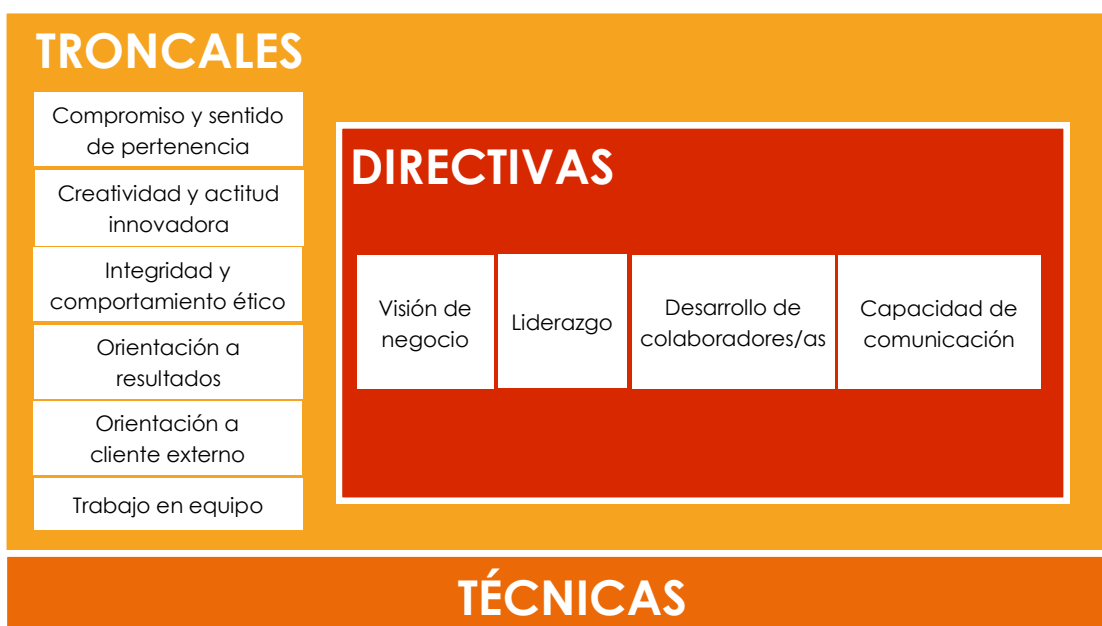 TRONCALES
Compromiso y sentido
de pertenencia
Creatividad y actitud
innovadora
Integridad y
comportamiento ético
Orientación a
resultados
Orientación a
cliente externo
Trabajo en equipo
DIRECTIVAS
Visión de
negocio
Liderazgo
Desarrollo de
colaboradores/as
Capacidad de
comunicación
TÉCNICAS